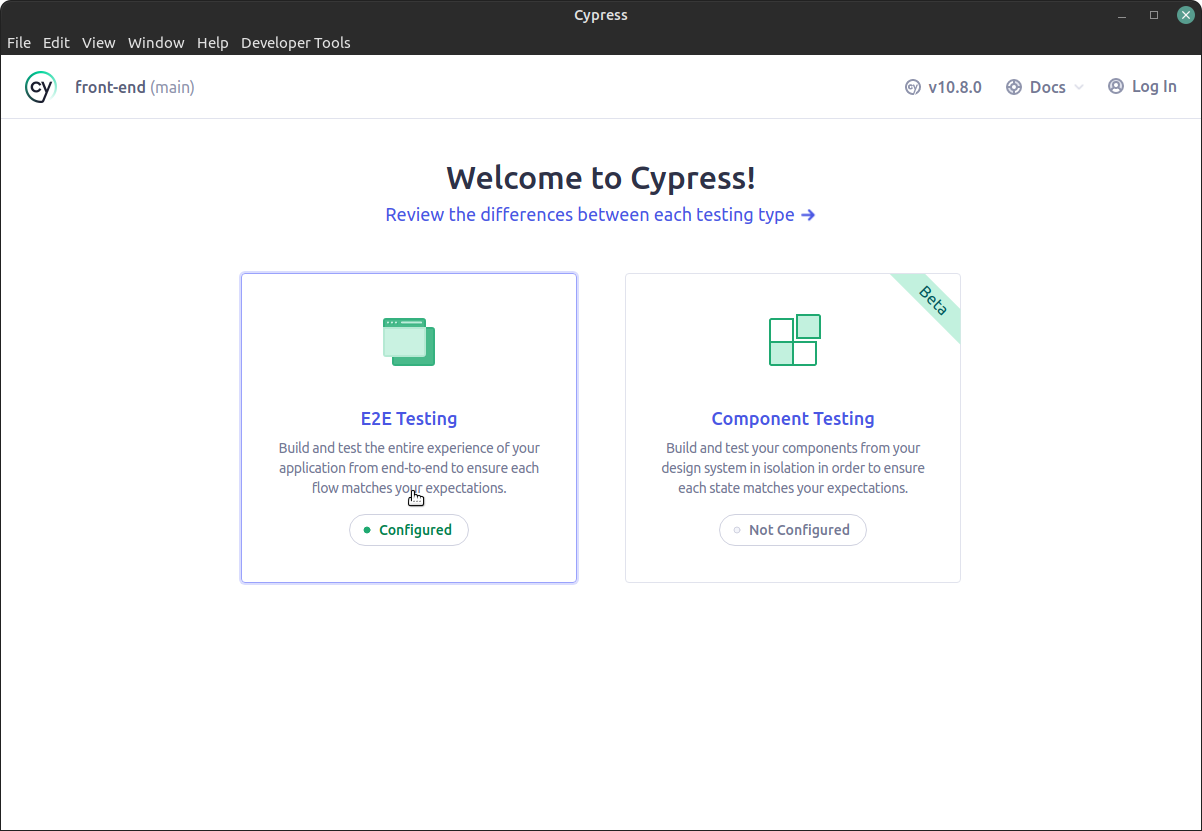 Cypress
File Edit View Window Help Developer Tools
cy front-end (main) v10.8.0 Docs Log In
Welcome to Cypress!
Review the differences between each testing type →
E2E Testing
Build and test the entire experience of your
application from end-to-end to ensure each
flow matches your expectations.
Configured
Beta
Component Testing
Build and test your components from your
design system in isolation in order to ensure
each state matches your expectations.
Not Configured